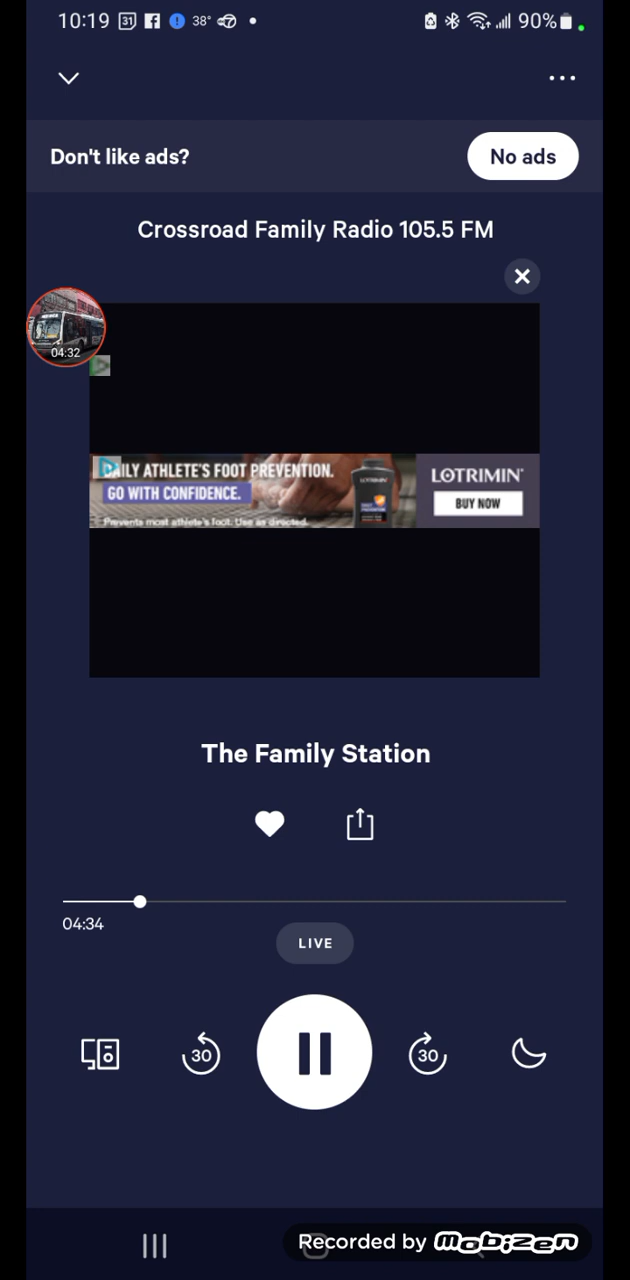 10:19 31 38° 90%
Don't like ads? No ads
Crossroad Family Radio 105.5 FM
04:32
DAILY ATHLETE'S FOOT PREVENTION.
GO WITH CONFIDENCE.
Prevents most athlete's foot. Use as directed.
LOTRIMIN
LOTRIMIN
BUY NOW
The Family Station
04:34
LIVE
30 30
Recorded by mobizen